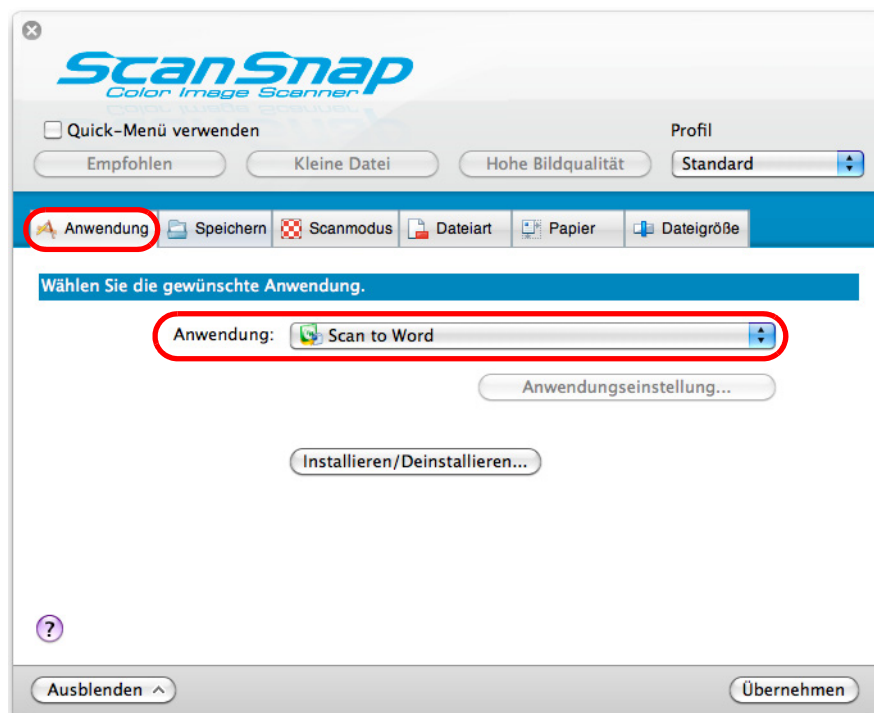 ScanSnap
Color Image Scanner
Quick-Menü verwenden
Profil
Empfohlen
Kleine Datei
Hohe Bildqualität
Standard
Anwendung
Speichern
Scanmodus
Dateiart
Papier
Dateigröße
Wählen Sie die gewünschte Anwendung.
Anwendung:
Scan to Word
Anwendungseinstellung...
Installieren/Deinstallieren...
?
Ausblenden
Übernehmen